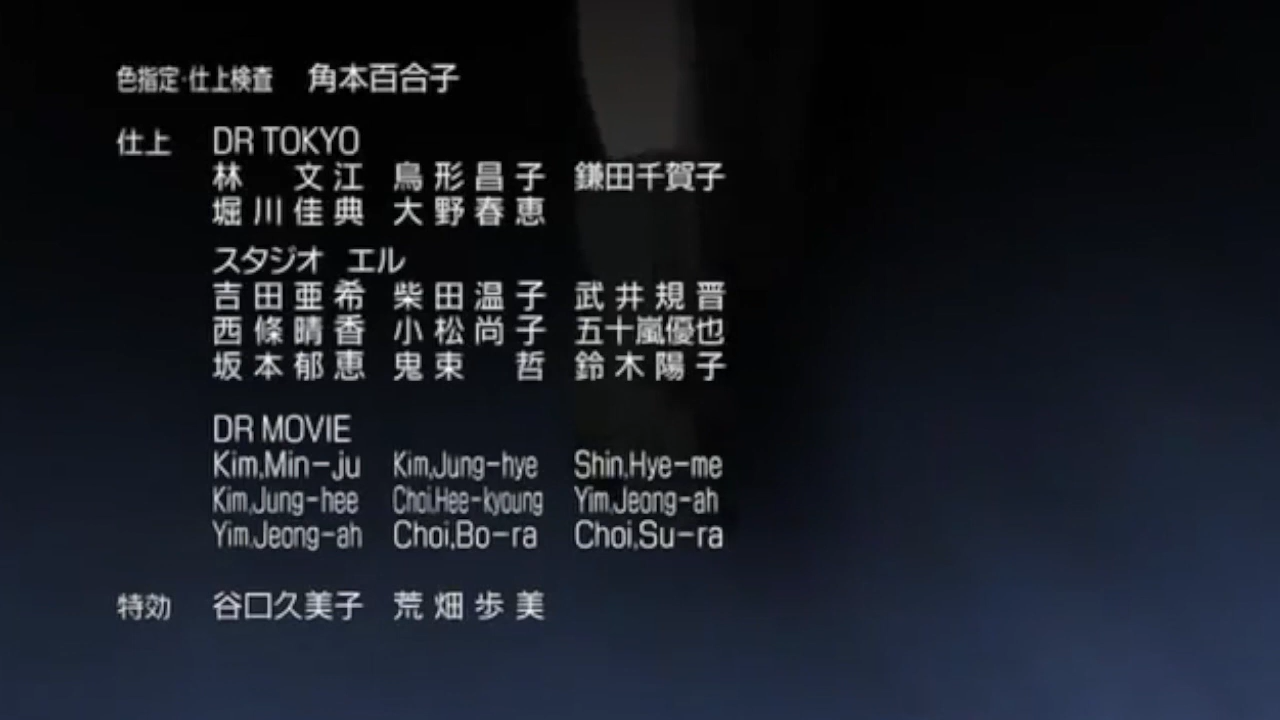 色指定・仕上検査 角本百合子
仕上 DR TOKYO
林 文江 鳥形昌子 鎌田千賀子
堀川佳典 大野春恵
スタジオ エル
吉田亜希 柴田温子 武井規晋
西條晴香 小松尚子 五十嵐優也
坂本郁恵 鬼束 哲 鈴木陽子
DR MOVIE
Kim,Min-ju Kim,Jung-hye Shin,Hye-me
Kim,Jung-hee Choi,Hee-kyoung Yim,Jeong-ah
Yim,Jeong-ah Choi,Bo-ra Choi,Su-ra
特効 谷口久美子 荒畑歩美